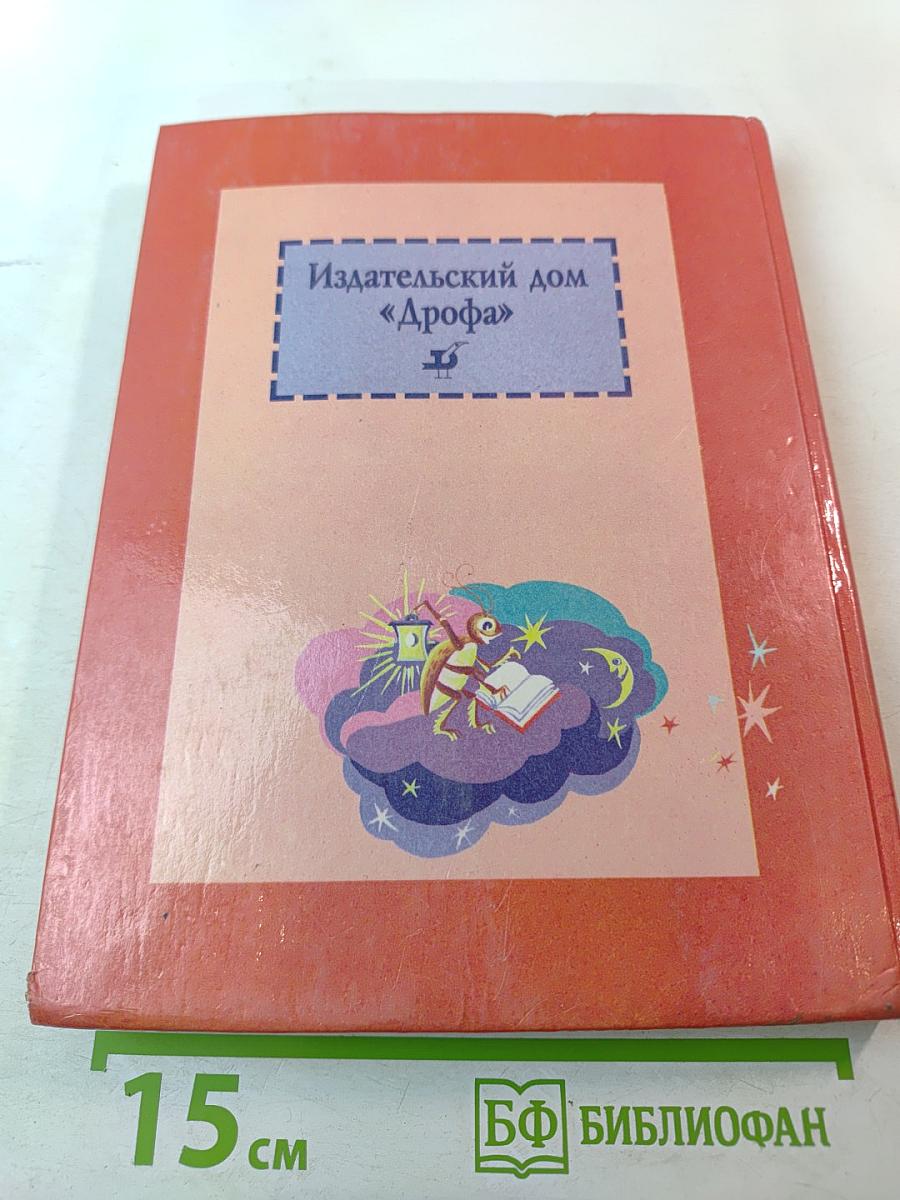 Издательский дом
«Дрофа»
15 см
БФ БИБЛИОФАН